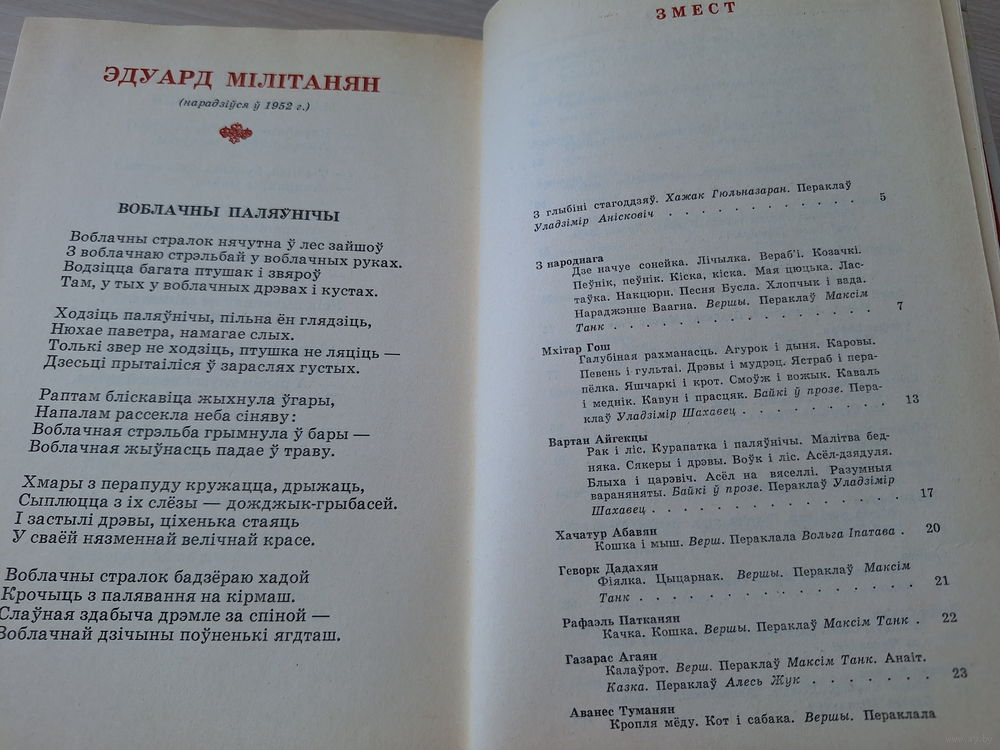 ЭДУАРД МІЛІТАНЯН
(нарадзіўся ў 1952 г.)
ВОБЛАЧНЫ ПАЛЯЎНІЧЫ
Воблачны стралок нячутна ў лес зайшоў
З воблачнаю стрэльбай у воблачных руках.
Водзіцца багата птушак і звяроў
Там, у тых у воблачных дрэвах і кустах.
Ходзіць паляўнічы, пільна ён глядзіць,
Нюхае паветра, намагае слых.
Толькі звер не ходзіць, птушка не ляціць —
Дзесьці прытаіліся ў зараслях густых.
Раптам бліскавіца жыхнула ўгары,
Напалам рассекла неба сіняву:
Воблачная стрэльба грымнула ў бары —
Воблачная жыўнасць падае ў траву.
Хмары з перапуду кружацца, дрыжаць,
Сыплюцца з іх слёзы — дожджык-грыбасей.
І застылі дрэвы, ціхенька стаяць
У сваёй нязменнай велічнай красе.
Воблачны стралок бадзёраю хадой
Крочыць з палявання на кірмаш.
Слаўная здабыча дрэмле за спіной —
Воблачнай дзічыны поўненькі ягдташ.
ЗМЕСТ
З глыбіні стагоддзяў. Хажак Гюльназаран. Пераклаў
Уладзімір Анісковіч . . . . . . . . . . . 5
З народнага
Дзе начуе сонейка. Лічылка. Вераб'і. Козачкі.
Пеўнік, пеўнік. Кіска, кіска. Мая цюцька. Лас-
таўка. Накцюрн. Песня Бусла. Хлопчык і вада.
Нараджэнне Ваагна. Вершы. Пераклаў Максім
Танк . . . . . . . . . . . . . . . 7
Мхітар Гош
Галубіная рахманасць. Агурок і дыня. Каровы.
Певень і гультаі. Дрэвы і мудрэц. Ястраб і пера-
пёлка. Яшчаркі і крот. Смоўж і вожык. Каваль
і меднік. Кавун і прасцяк. Байкі ў прозе. Пера-
клаў Уладзімір Шахавец . . . . . . . . . 13
Вартан Айгекцы
Рак і ліс. Курапатка і паляўнічы. Малітва бед-
няка. Сякеры і дрэвы. Воўк і ліс. Асёл-дзядуля.
Блыха і царэвіч. Асёл на вяселлі. Разумныя
вараняняты. Байкі ў прозе. Пераклаў Уладзімір
Шахавец . . . . . . . . . . . . . 17
Хачатур Абавян
Кошка і мыш. Верш. Пераклала Вольга Іпатава . 20
Геворк Дадахян
Фіялка. Цыцарнак. Вершы. Пераклаў Максім
Танк . . . . . . . . . . . . . . 21
Рафаэль Патканян
Качка. Кошка. Вершы. Пераклаў Максім Танк . 22
Газарас Агаян
Калаўрот. Верш. Пераклаў Максім Танк. Анаіт.
Казка. Пераклаў Алесь Жук . . . . . . . 23
Аванес Туманян
Кропля мёду. Кот і сабака. Вершы. Пераклала